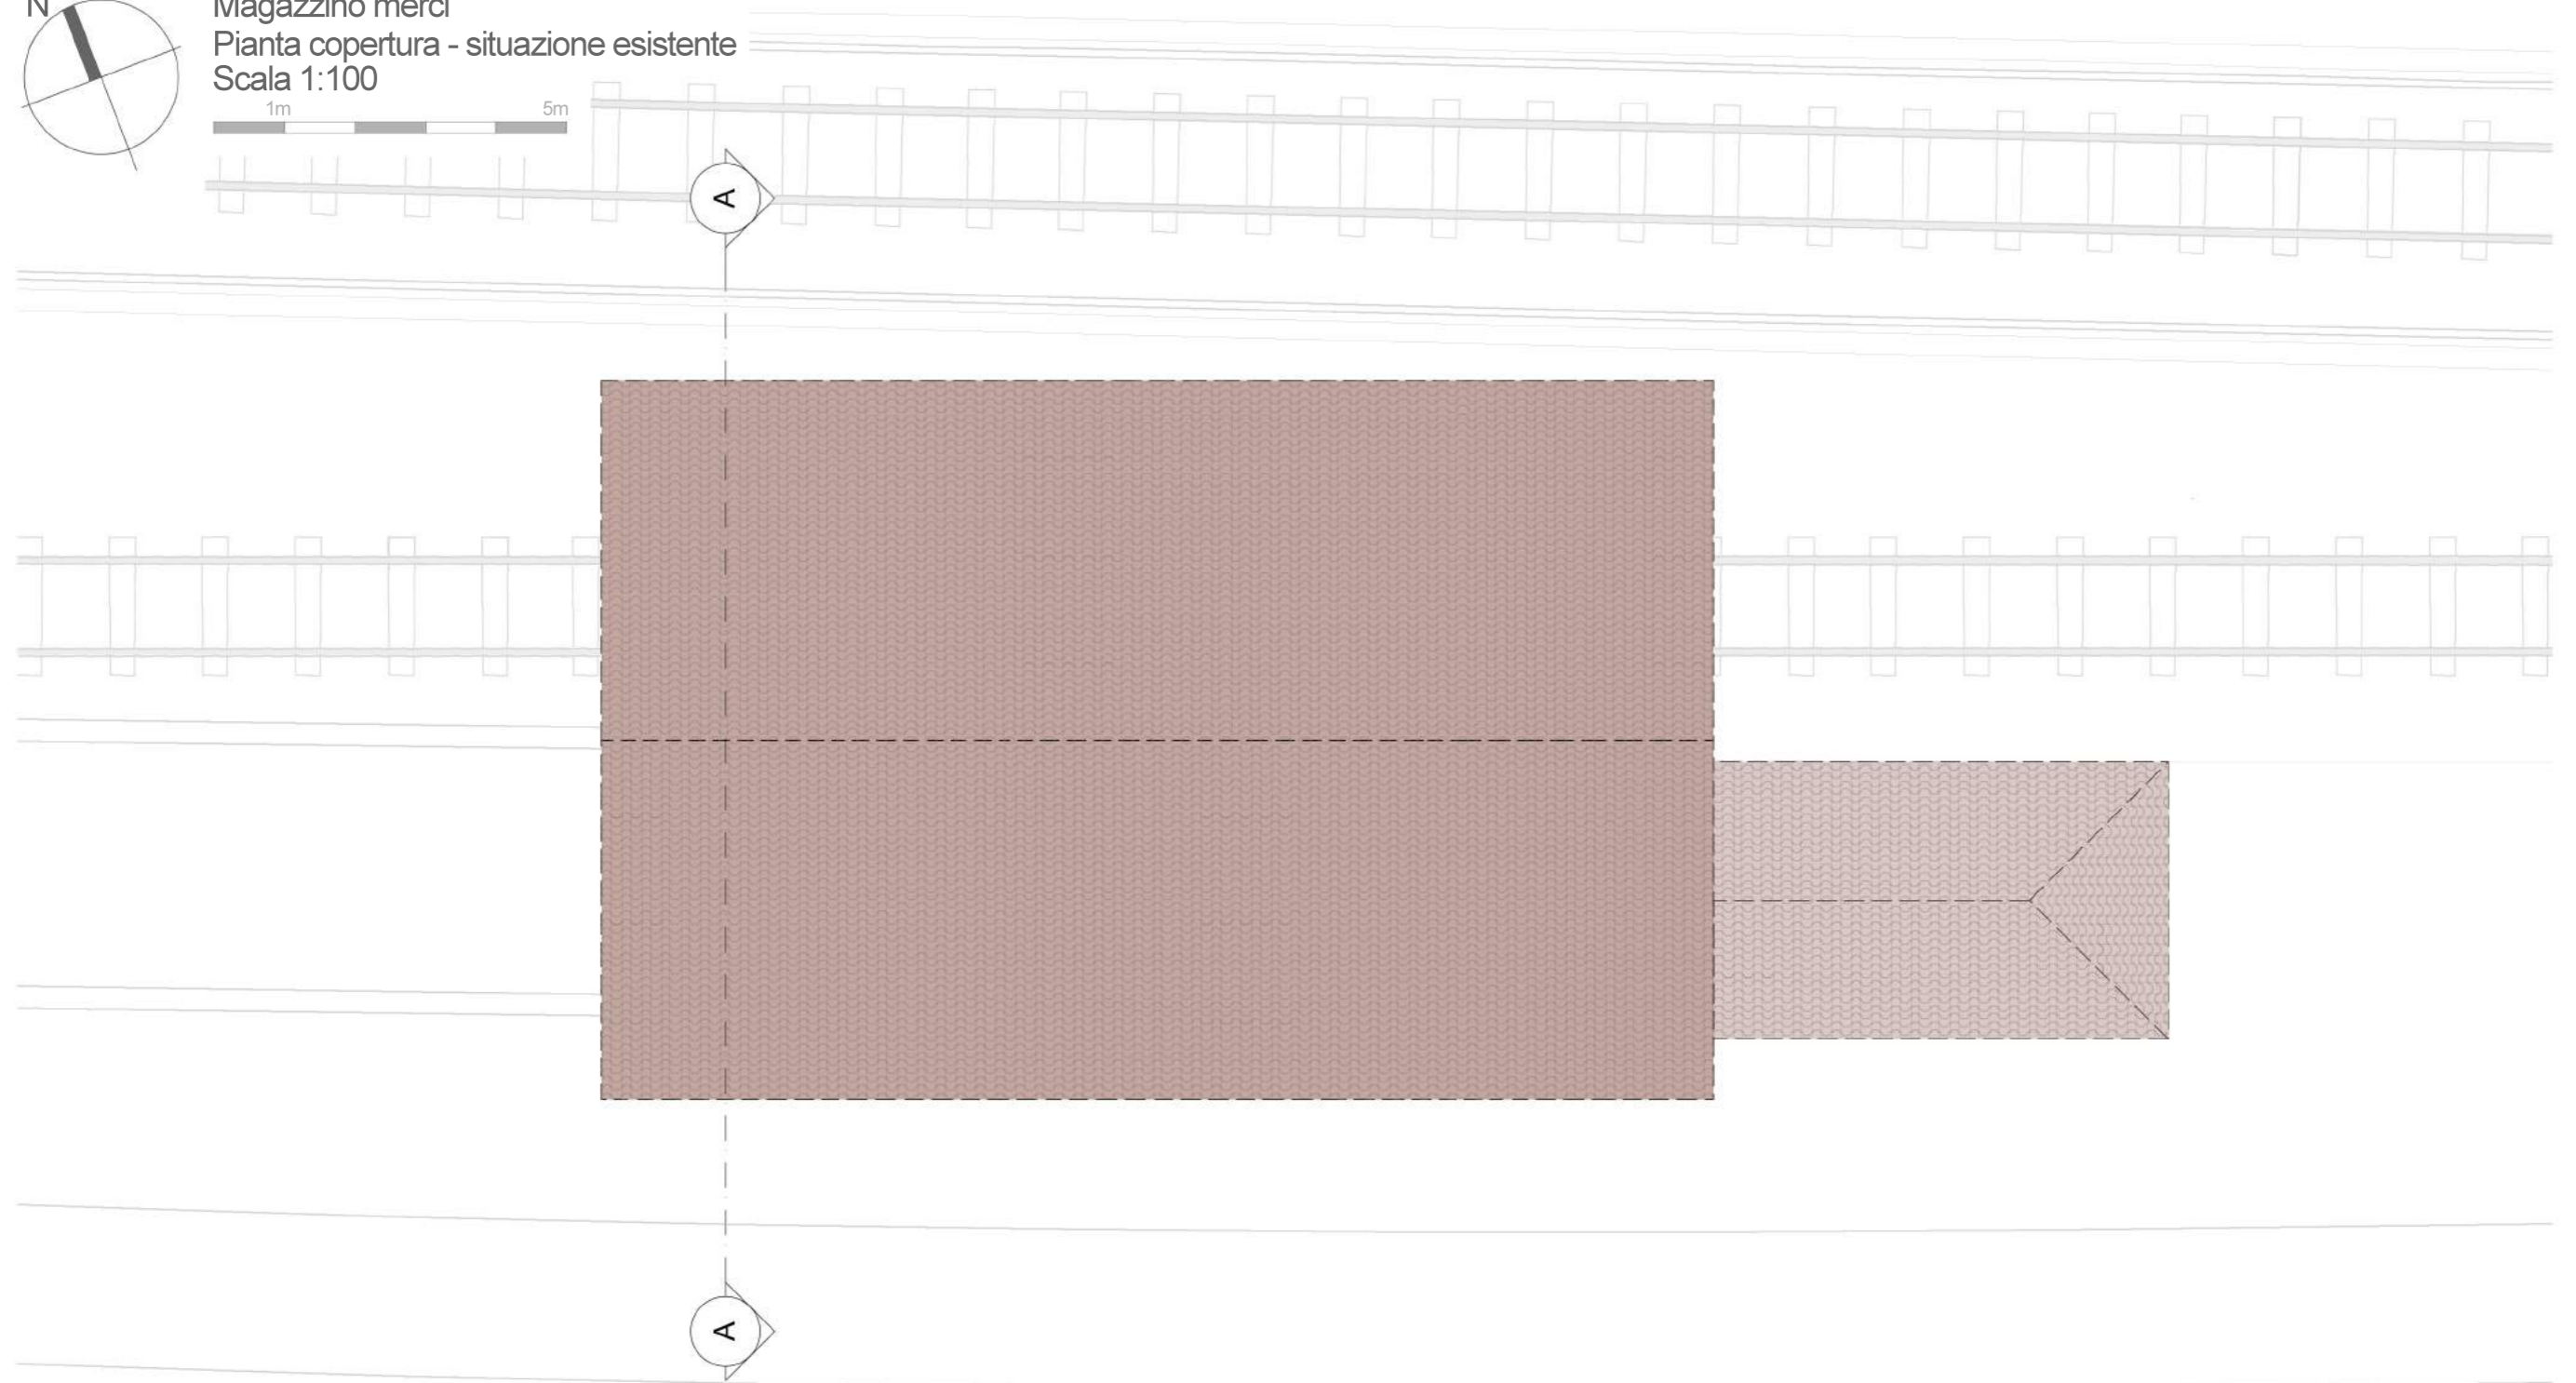 N
Magazzino merci
Pianta copertura - situazione esistente
Scala 1:100
1m 5m
A
A